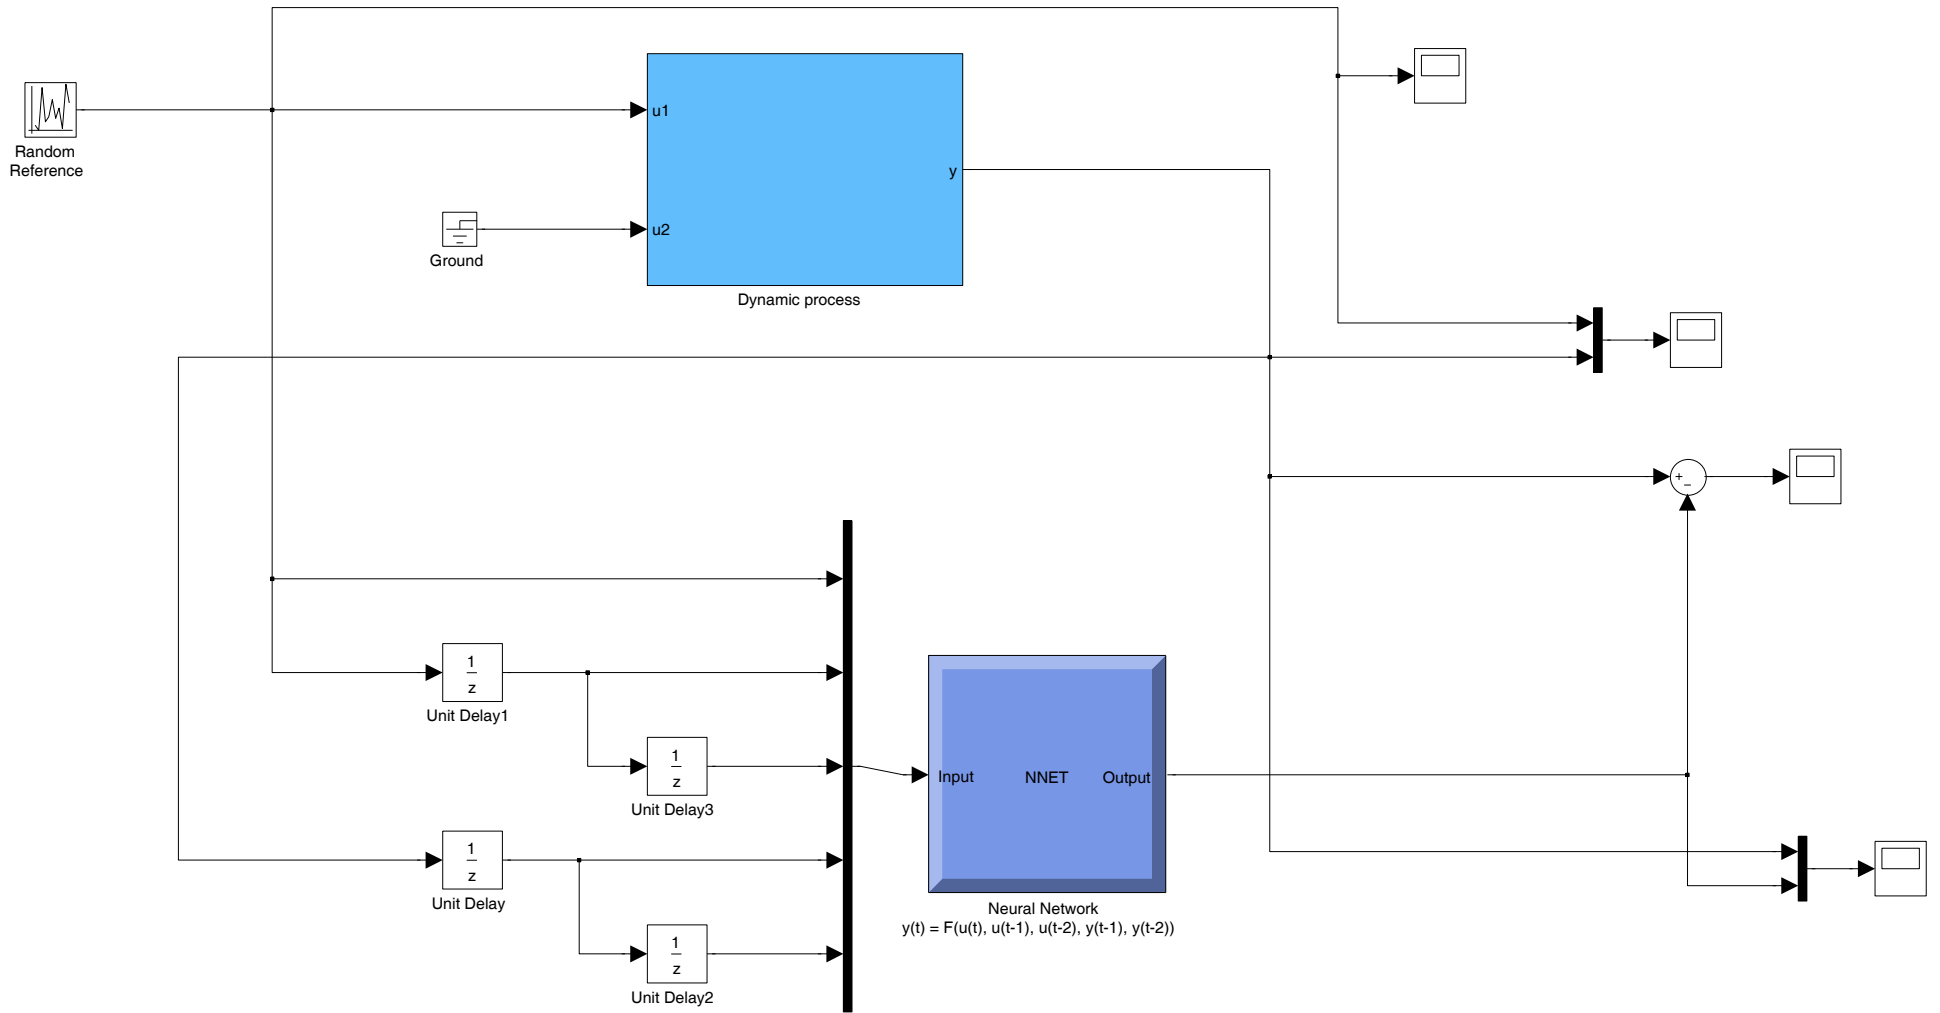 Random
Reference
u1
y
u2
Ground
Dynamic process
+
−
1
z
Unit Delay1
1
z
Unit Delay3
Input
NNET
Output
1
z
Unit Delay
Neural Network
y(t) = F(u(t), u(t-1), u(t-2), y(t-1), y(t-2))
1
z
Unit Delay2